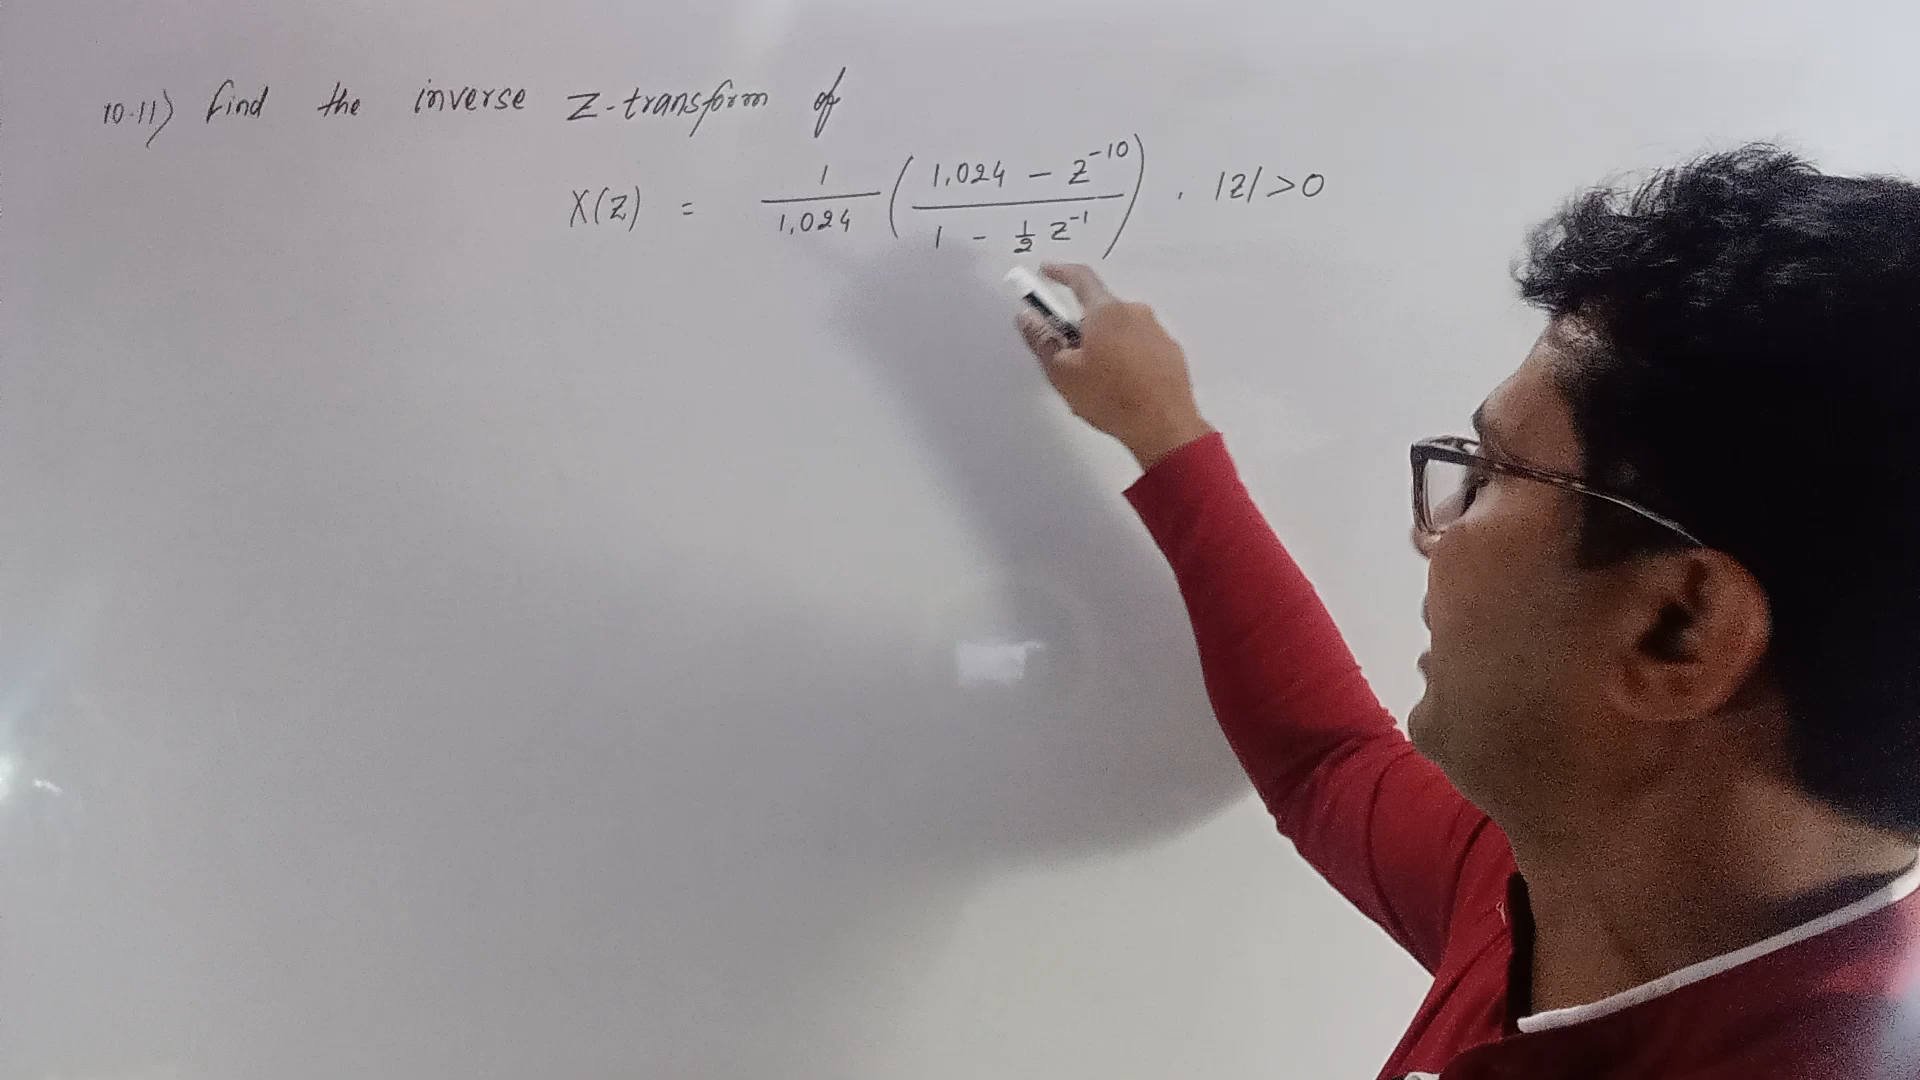 10.11) Find the inverse Z-transform of
X(Z) = 1/1,024 ( (1,024 - Z^-10) / (1 - 1/2 Z^-1) ) , |Z| > 0